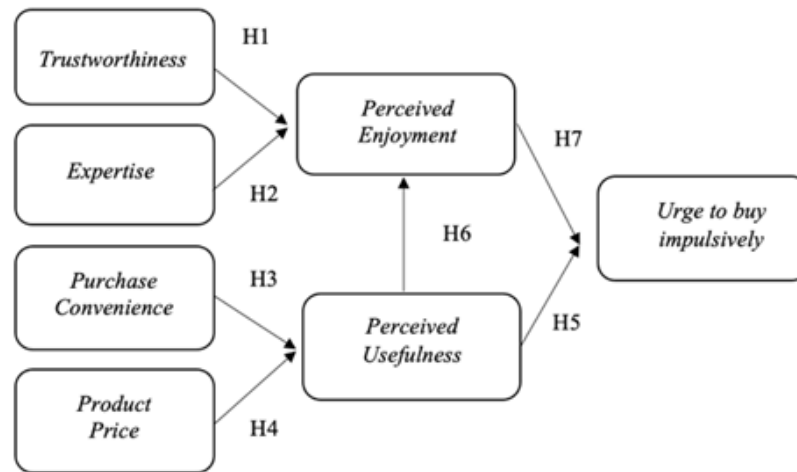 Trustworthiness
H1
Perceived
Enjoyment
H7
Expertise
H2
Urge to buy
impulsively
H6
Purchase
Convenience
H3
Perceived
Usefulness
H5
Product
Price
H4